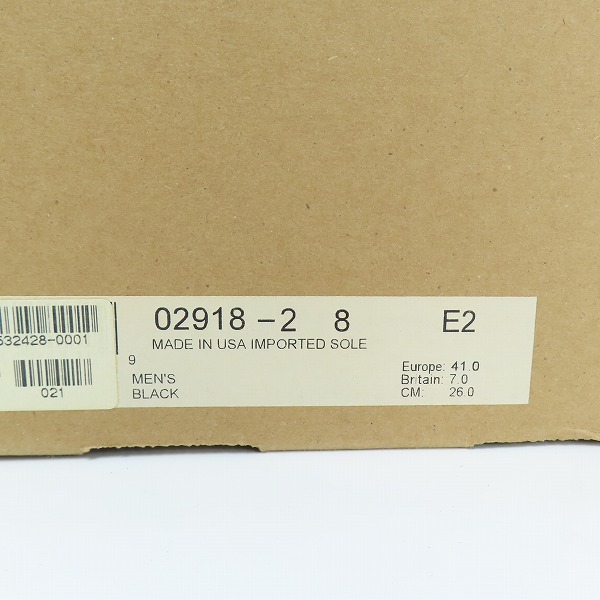 02918-2 8 E2
MADE IN USA IMPORTED SOLE
532428-0001
9
MEN'S
BLACK
Europe: 41.0
Britain: 7.0
CM: 26.0
021